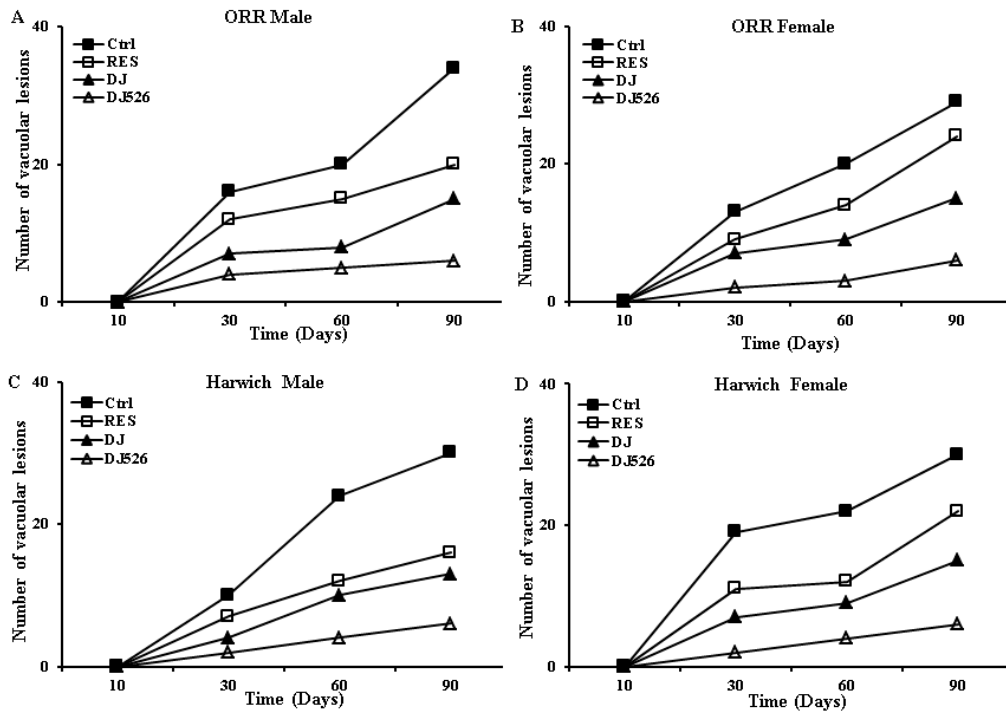 A
ORR Male
40
20
0
Number of vacuolar lesions
Ctrl
RES
DJ
DJ526
10 30 60 90
Time (Days)
B
ORR Female
40
20
0
Number of vacuolar lesions
Ctrl
RES
DJ
DJ526
10 30 60 90
Time (Days)
C
Harwich Male
40
20
0
Number of vacuolar lesions
Ctrl
RES
DJ
DJ526
10 30 60 90
Time (Days)
D
Harwich Female
40
20
0
Number of vacuolar lesions
Ctrl
RES
DJ
DJ526
10 30 60 90
Time (Days)